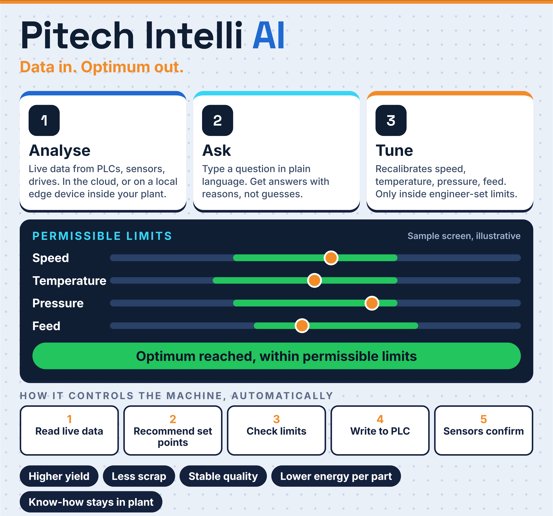 Pitech Intelli AI
Data in. Optimum out.
1
Analyse
Live data from PLCs, sensors,
drives. In the cloud, or on a local
edge device inside your plant.
2
Ask
Type a question in plain
language. Get answers with
reasons, not guesses.
3
Tune
Recalibrates speed,
temperature, pressure, feed.
Only inside engineer-set limits.
PERMISSIBLE LIMITS
Sample screen, illustrative
Speed
Temperature
Pressure
Feed
Optimum reached, within permissible limits
HOW IT CONTROLS THE MACHINE, AUTOMATICALLY
1
Read live data
2
Recommend set
points
3
Check limits
4
Write to PLC
5
Sensors confirm
Higher yield
Less scrap
Stable quality
Lower energy per part
Know-how stays in plant